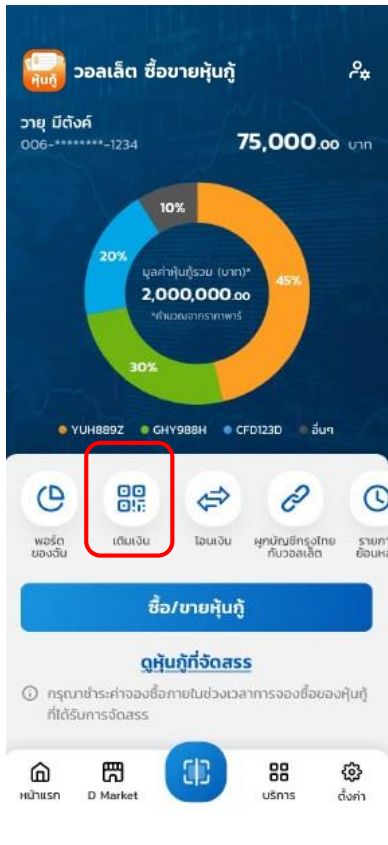 หุ้นกู้
วอลเล็ต ซื้อขายหุ้นกู้
วายุ มีตังค์
006-********-1234
75,000.00 บาท
10%
20%
45%
30%
มูลค่าหุ้นกู้รวม (บาท)*
2,000,000.00
*คำนวณจากราคาพาร์
YUH889Z GHY988H CFD123D อื่นๆ
พอร์ต
ของฉัน
เติมเงิน
โอนเงิน
ผูกบัญชีกรุงไทย
กับวอลเล็ต
ซื้อ/ขายหุ้นกู้
ดูหุ้นกู้ที่จัดสรร
กรุณาชำระค่าจองซื้อภายในช่วงเวลาการจองซื้อของหุ้นกู้
ที่ได้รับการจัดสรร
หน้าแรก
D Market
บริการ
ตั้งค่า